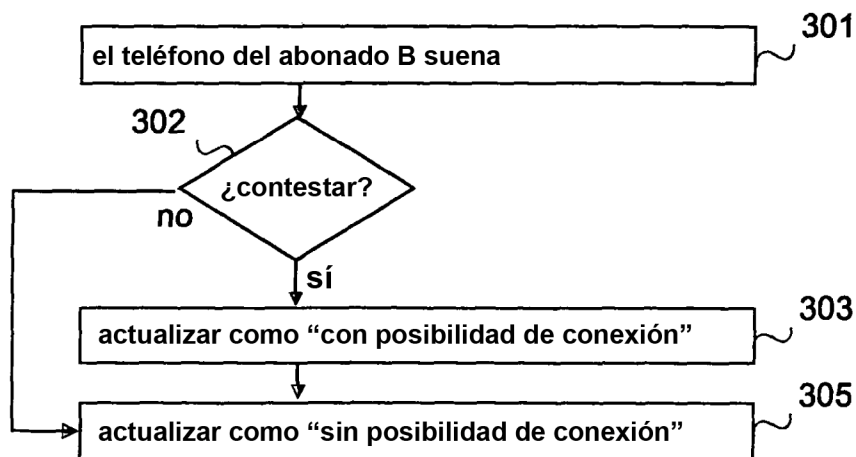 301
el teléfono del abonado B suena
302
¿contestar?
no
sí
303
actualizar como “con posibilidad de conexión”
305
actualizar como “sin posibilidad de conexión”